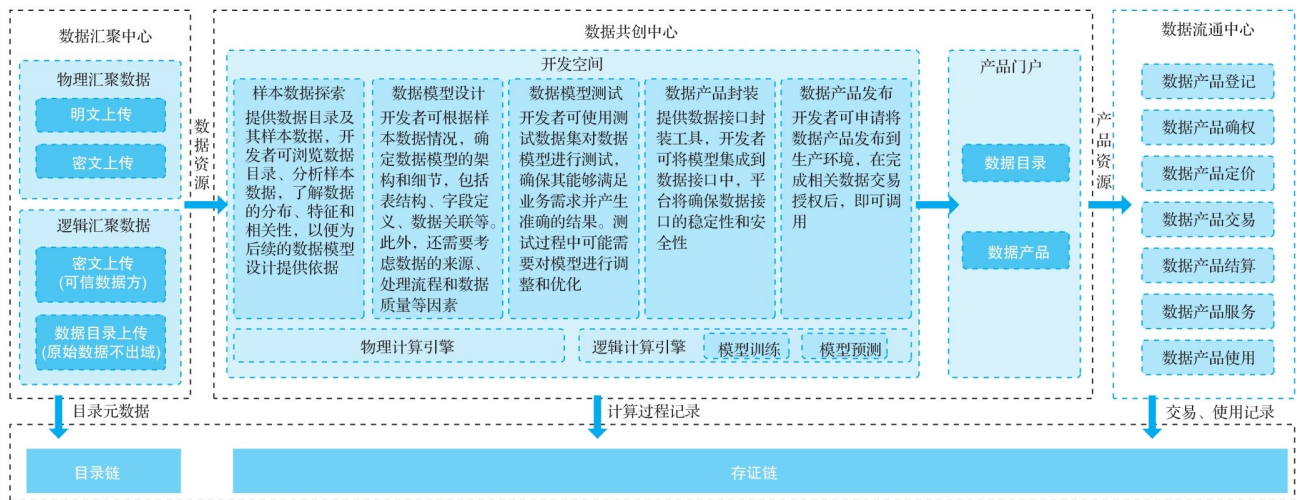 数据汇聚中心
物理汇聚数据
明文上传
密文上传
逻辑汇聚数据
密文上传
(可信数据方)
数据目录上传
(原始数据不出域)
数据资源
数据共创中心
开发空间
样本数据探索
提供数据目录及
其样本数据，开
发者可浏览数据
目录、分析样本
数据，了解数据
的分布、特征和
相关性，以便为
后续的数据模型
设计提供依据
数据模型设计
开发者可根据样
本数据情况，确
定数据模型的架
构和细节，包括
表结构、字段定
义、数据关联等。
此外，还需要考
虑数据的来源、
处理流程和数据
质量等因素
数据模型测试
开发者可使用测
试数据集对数据
模型进行测试，
确保其能够满足
业务需求并产生
准确的结果。测
试过程中可能需
要对模型进行调
整和优化
数据产品封装
提供数据接口封
装工具，开发者
可将模型集成到
数据接口中，平
台将确保数据接
口的稳定性和安
全性
数据产品发布
开发者可申请将
数据产品发布到
生产环境，在完
成相关数据交易
授权后，即可调
用
物理计算引擎
逻辑计算引擎
模型训练
模型预测
产品门户
数据目录
数据产品
产品资源
数据流通中心
数据产品登记
数据产品确权
数据产品定价
数据产品交易
数据产品结算
数据产品服务
数据产品使用
目录元数据
计算过程记录
交易、使用记录
目录链
存证链